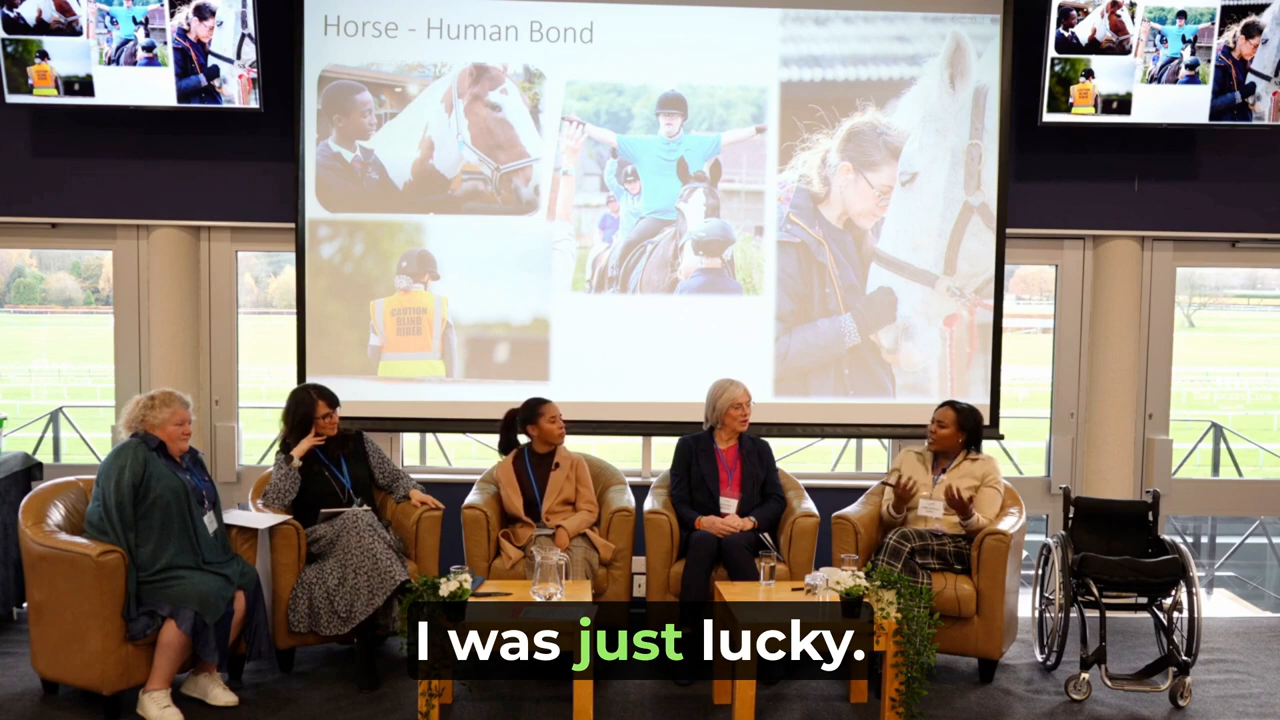 Horse - Human Bond
CAUTION
BLIND
RIDER
I was just lucky.